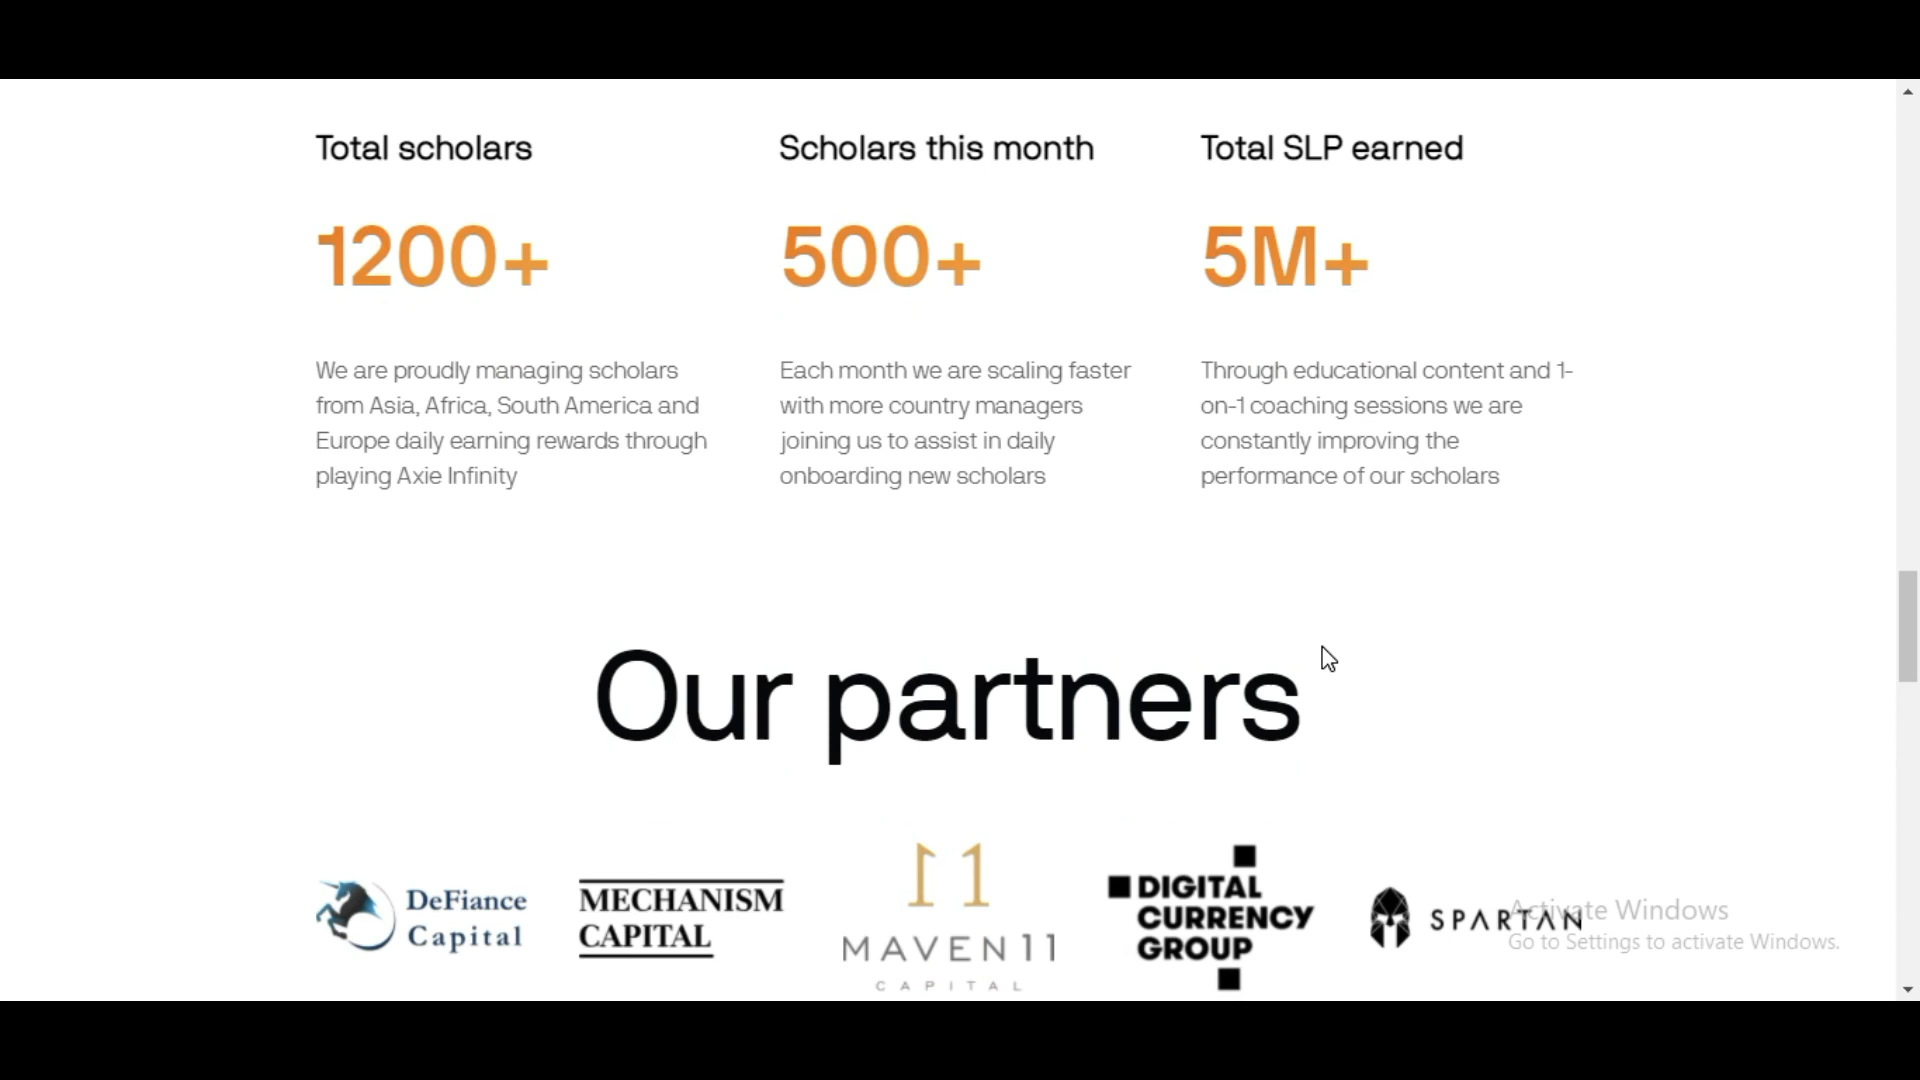 Total scholars
Scholars this month
Total SLP earned
1200+
500+
5M+
We are proudly managing scholars
from Asia, Africa, South America and
Europe daily earning rewards through
playing Axie Infinity
Each month we are scaling faster
with more country managers
joining us to assist in daily
onboarding new scholars
Through educational content and 1-
on-1 coaching sessions we are
constantly improving the
performance of our scholars
Our partners
DeFiance
Capital
MECHANISM
CAPITAL
11
MAVEN11
CAPITAL
DIGITAL
CURRENCY
GROUP
SPARTAN
Activate Windows
Go to Settings to activate Windows.